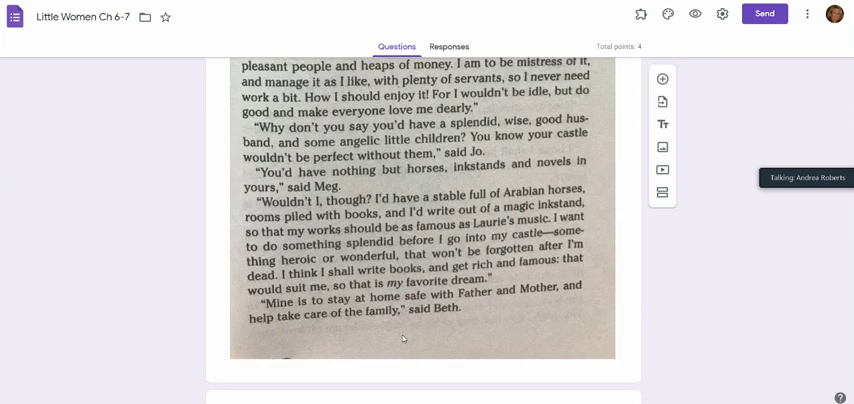 Little Women Ch 6-7
Send
Questions
Responses
Total points: 4
pleasant people and heaps of money. I am to be mistress of it,
and manage it as I like, with plenty of servants, so I never need
work a bit. How I should enjoy it! For I wouldn't be idle, but do
good and make everyone love me dearly."
"Why don't you say you'd have a splendid, wise, good hus-
band, and some angelic little children? You know your castle
wouldn't be perfect without them," said Jo.
"You'd have nothing but horses, inkstands and novels in
yours," said Meg.
"Wouldn't I, though? I'd have a stable full of Arabian horses,
rooms piled with books, and I'd write out of a magic inkstand,
so that my works should be as famous as Laurie's music. I want
to do something splendid before I go into my castle—some-
thing heroic or wonderful, that won't be forgotten after I'm
dead. I think I shall write books, and get rich and famous: that
would suit me, so that is my favorite dream."
"Mine is to stay at home safe with Father and Mother, and
help take care of the family," said Beth.
Tт
Talking: Andrea Roberts